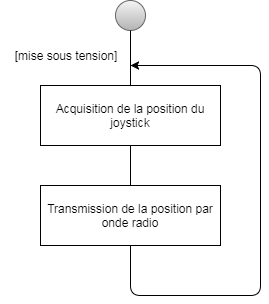 [mise sous tension]
Acquisition de la position du
joystick
Transmission de la position par
onde radio